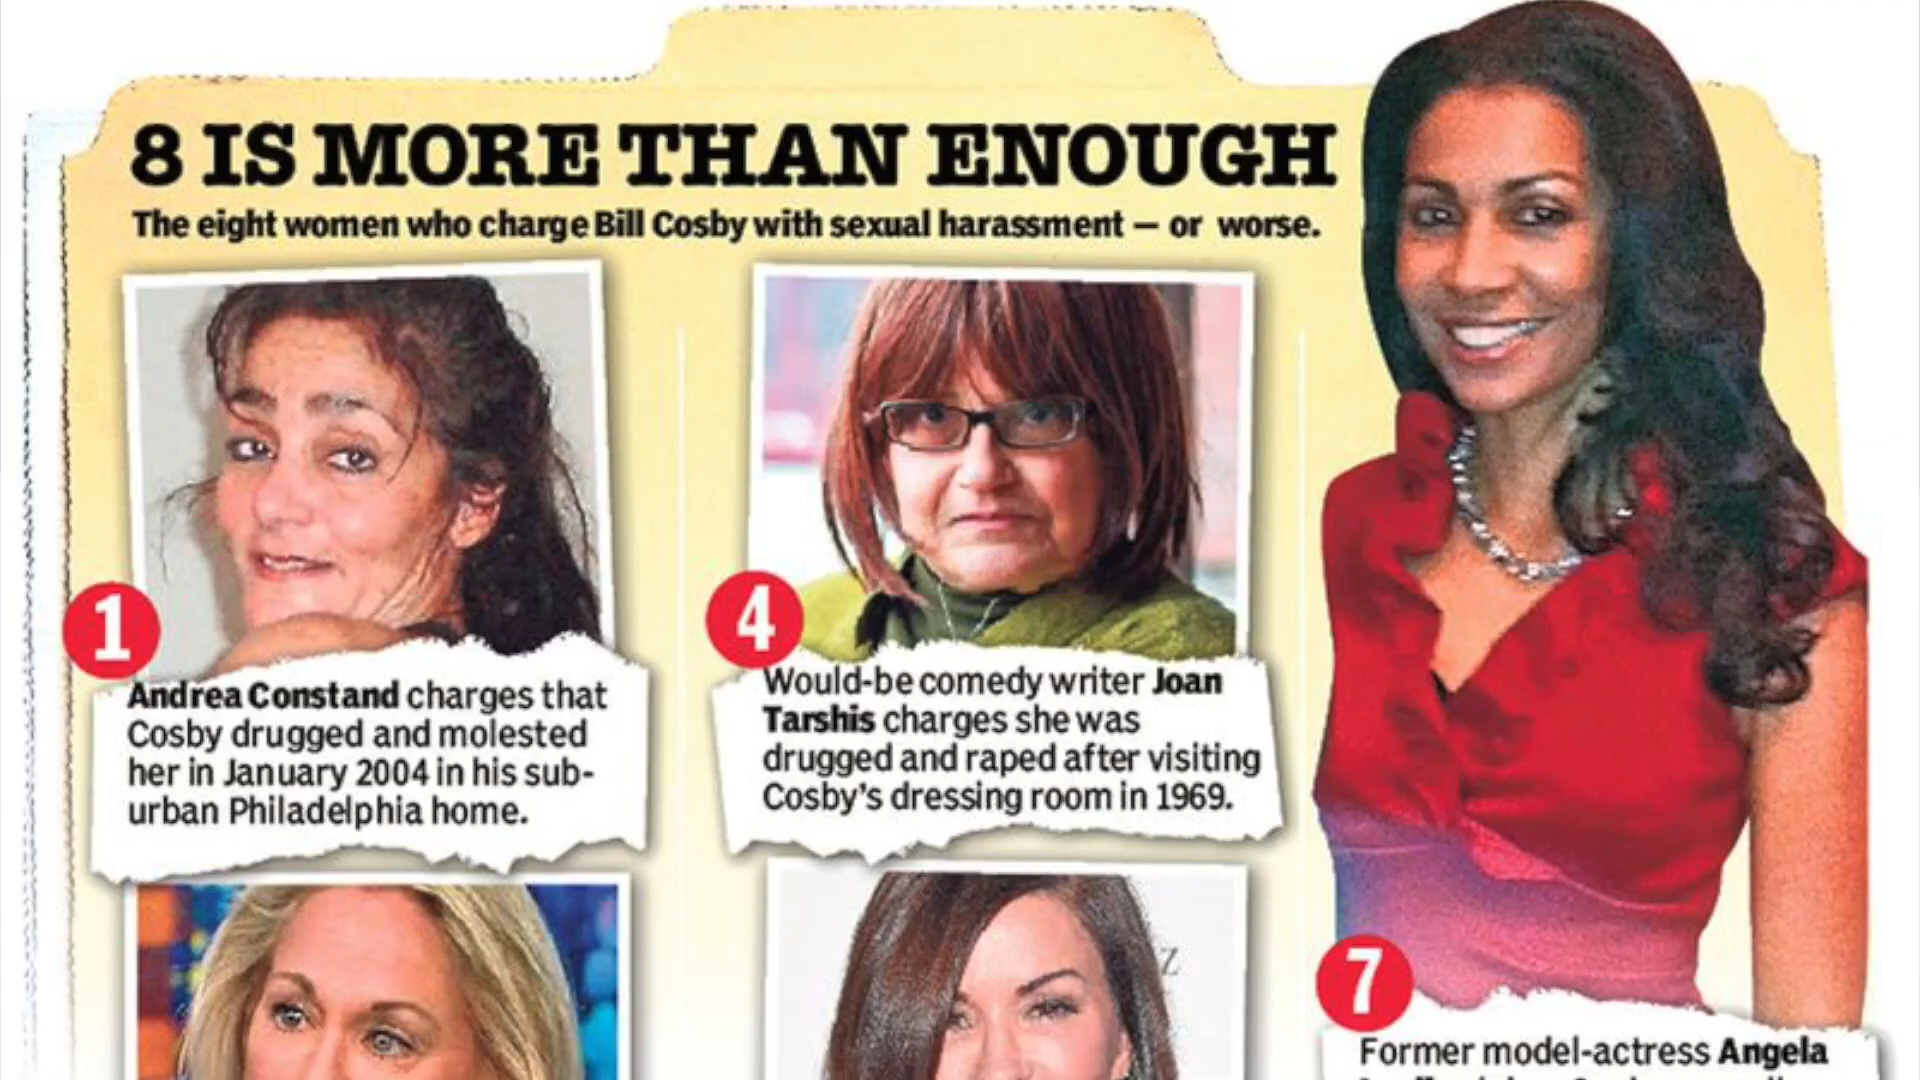 8 IS MORE THAN ENOUGH
The eight women who charge Bill Cosby with sexual harassment — or worse.
1
Andrea Constand charges that
Cosby drugged and molested
her in January 2004 in his sub-
urban Philadelphia home.
4
Would-be comedy writer Joan
Tarshis charges she was
drugged and raped after visiting
Cosby's dressing room in 1969.
Z
7
Former model-actress Angela